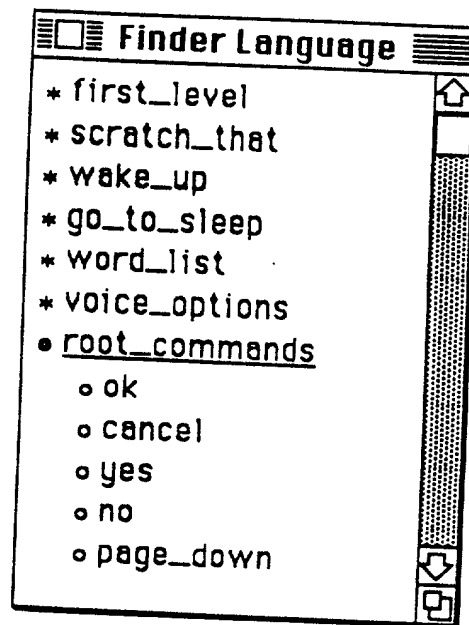 Finder Language
* first_level
* scratch_that
* wake_up
* go_to_sleep
* word_list
* voice_options
• root_commands
o ok
o cancel
o yes
o no
o page_down